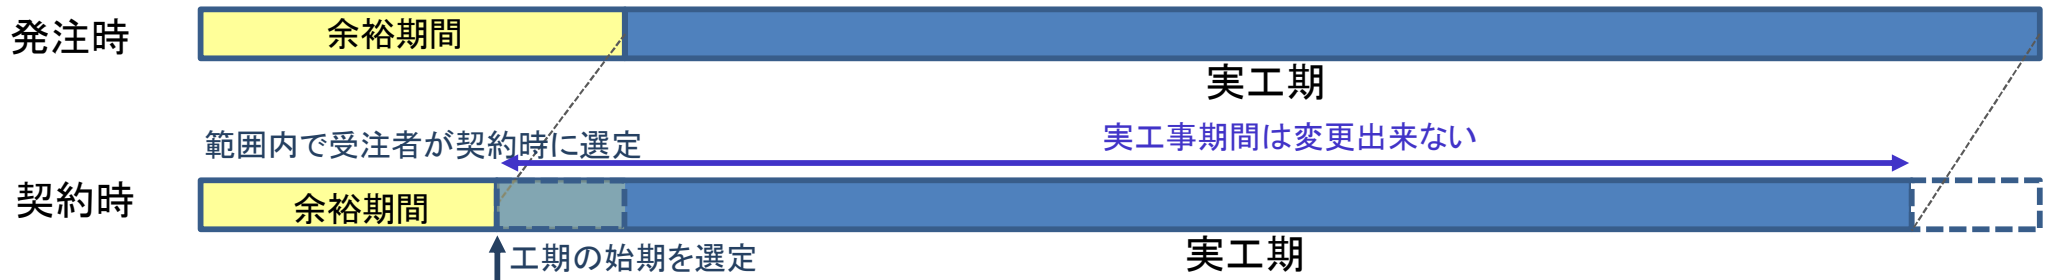 発注時
余裕期間
実工期
範囲内で受注者が契約時に選定
実工事期間は変更出来ない
契約時
余裕期間
工期の始期を選定
実工期